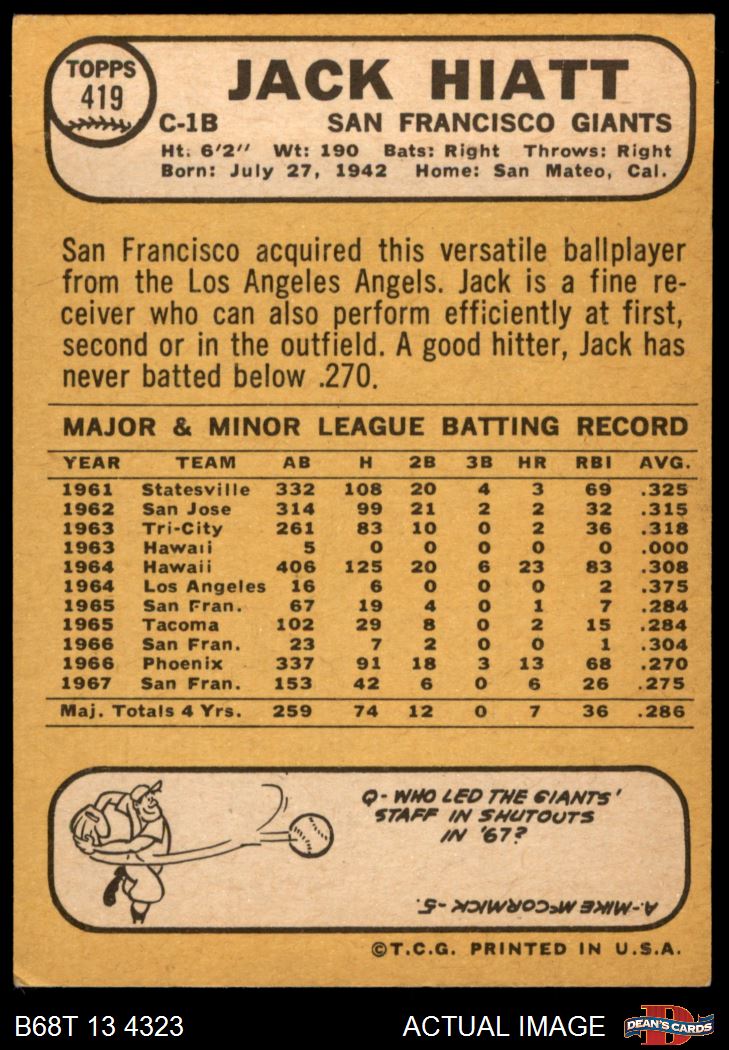 TOPPS
419
JACK HIATT
C-1B SAN FRANCISCO GIANTS
Ht: 6'2" Wt: 190 Bats: Right Throws: Right
Born: July 27, 1942 Home: San Mateo, Cal.
San Francisco acquired this versatile ballplayer
from the Los Angeles Angels. Jack is a fine re-
ceiver who can also perform efficiently at first,
second or in the outfield. A good hitter, Jack has
never batted below .270.
MAJOR & MINOR LEAGUE BATTING RECORD
YEAR TEAM AB H 2B 3B HR RBI AVG.
1961 Statesville 332 108 20 4 3 69 .325
1962 San Jose 314 99 21 2 2 32 .315
1963 Tri-City 261 83 10 0 2 36 .318
1963 Hawaii 5 0 0 0 0 0 .000
1964 Hawaii 406 125 20 6 23 83 .308
1964 Los Angeles 16 6 0 0 0 2 .375
1965 San Fran. 67 19 4 0 1 7 .284
1965 Tacoma 102 29 8 0 2 15 .284
1966 San Fran. 23 7 2 0 0 1 .304
1966 Phoenix 337 91 18 3 13 68 .270
1967 San Fran. 153 42 6 0 6 26 .275
Maj. Totals 4 Yrs. 259 74 12 0 7 36 .286
Q- WHO LED THE GIANTS'
STAFF IN SHUTOUTS
IN '67?
A- MIKE McCORMICK - 5.
©T.C.G. PRINTED IN U.S.A.
B68T 13 4323 ACTUAL IMAGE DEAN'S CARDS